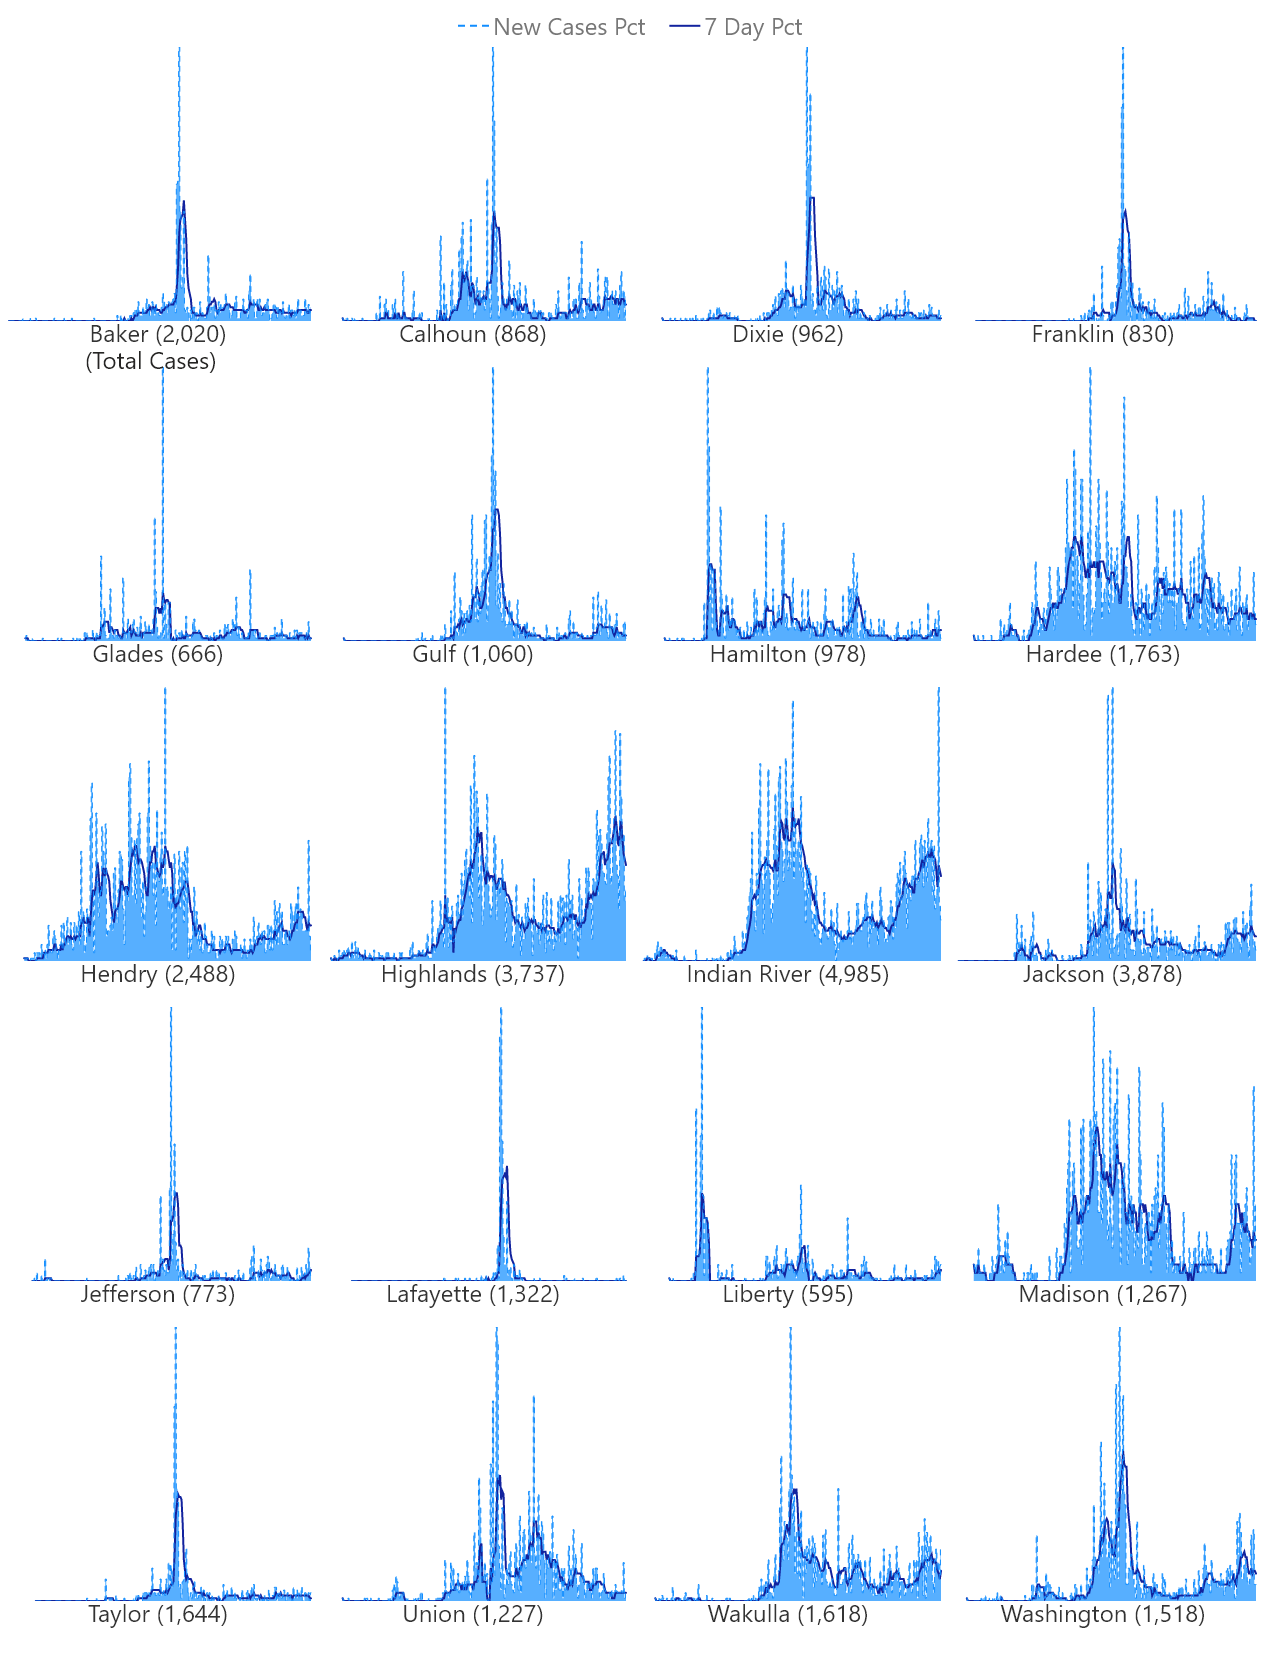 New Cases Pct 7 Day Pct
Baker (2,020) Calhoun (868) Dixie (962) Franklin (830)
(Total Cases)
Glades (666) Gulf (1,060) Hamilton (978) Hardee (1,763)
Hendry (2,488) Highlands (3,737) Indian River (4,985) Jackson (3,878)
Jefferson (773) Lafayette (1,322) Liberty (595) Madison (1,267)
Taylor (1,644) Union (1,227) Wakulla (1,618) Washington (1,518)